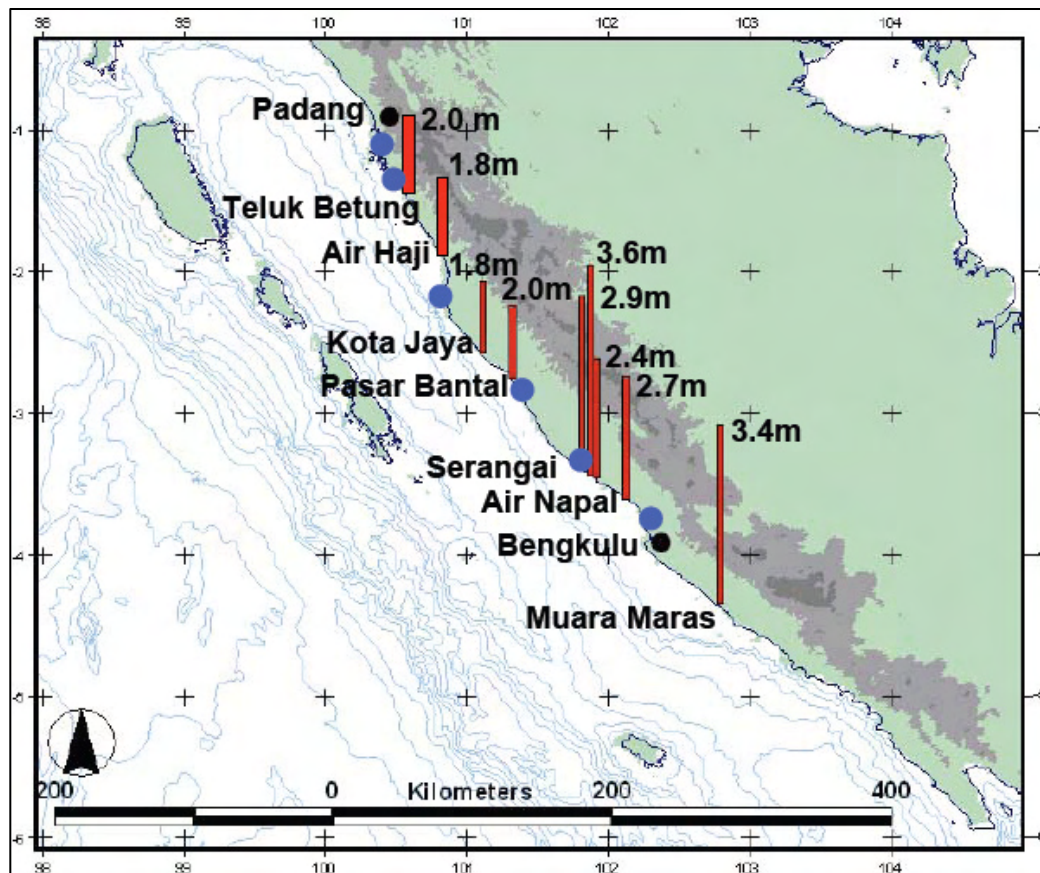 98 99 100 101 102 103 104
Padang
2.0 m
-1
1.8m
Teluk Betung
Air Haji
1.8m
3.6m
-2
2.0m
2.9m
Kota Jaya
2.4m
Pasar Bantal
2.7m
-3
3.4m
Serangai
Air Napal
Bengkulu
-4
Muara Maras
-5
200 0 Kilometers 200 400
-6
98 99 100 101 102 103 104